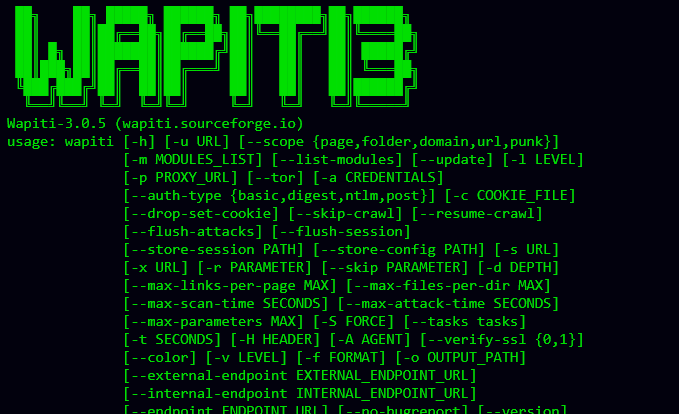 WAPITI3
Wapiti-3.0.5 (wapiti.sourceforge.io)
usage: wapiti [-h] [-u URL] [--scope {page,folder,domain,url,punk}]
[-m MODULES_LIST] [--list-modules] [--update] [-l LEVEL]
[-p PROXY_URL] [--tor] [-a CREDENTIALS]
[--auth-type {basic,digest,ntlm,post}] [-c COOKIE_FILE]
[--drop-set-cookie] [--skip-crawl] [--resume-crawl]
[--flush-attacks] [--flush-session]
[--store-session PATH] [--store-config PATH] [-s URL]
[-x URL] [-r PARAMETER] [--skip PARAMETER] [-d DEPTH]
[--max-links-per-page MAX] [--max-files-per-dir MAX]
[--max-scan-time SECONDS] [--max-attack-time SECONDS]
[--max-parameters MAX] [-S FORCE] [--tasks tasks]
[-t SECONDS] [-H HEADER] [-A AGENT] [--verify-ssl {0,1}]
[--color] [-v LEVEL] [-f FORMAT] [-o OUTPUT_PATH]
[--external-endpoint EXTERNAL_ENDPOINT_URL]
[--internal-endpoint INTERNAL_ENDPOINT_URL]
[--endpoint ENDPOINT_URL] [--no-bugreport] [--version]